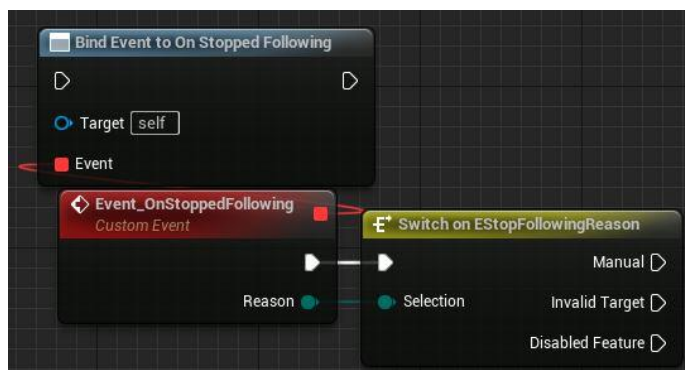 Bind Event to On Stopped Following
Target self
Event
Event_OnStoppedFollowing
Custom Event
Reason
Switch on EStopFollowingReason
Manual
Selection
Invalid Target
Disabled Feature